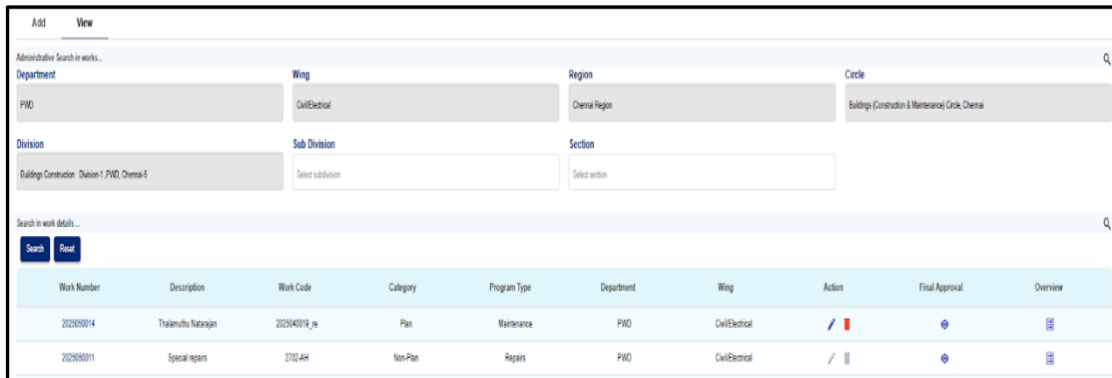 Add View
Administrative Search in works...
Department Wing Region Circle
PWD Civil/Electrical Chennai Region Buildings (Construction & Maintenance) Circle, Chennai
Division Sub Division Section
Buildings Construction Division-1 ,PWD, Chennai-5 Select subdivision Select section
Search in work details ...
Search Reset
Work Number Description Work Code Category Program Type Department Wing Action Final Approval Overview
2025050014 Thalamuthu Natarajan 2025040019_re Plan Maintenance PWD Civil/Electrical
2025050011 Special repairs 2702-AH Non-Plan Repairs PWD Civil/Electrical